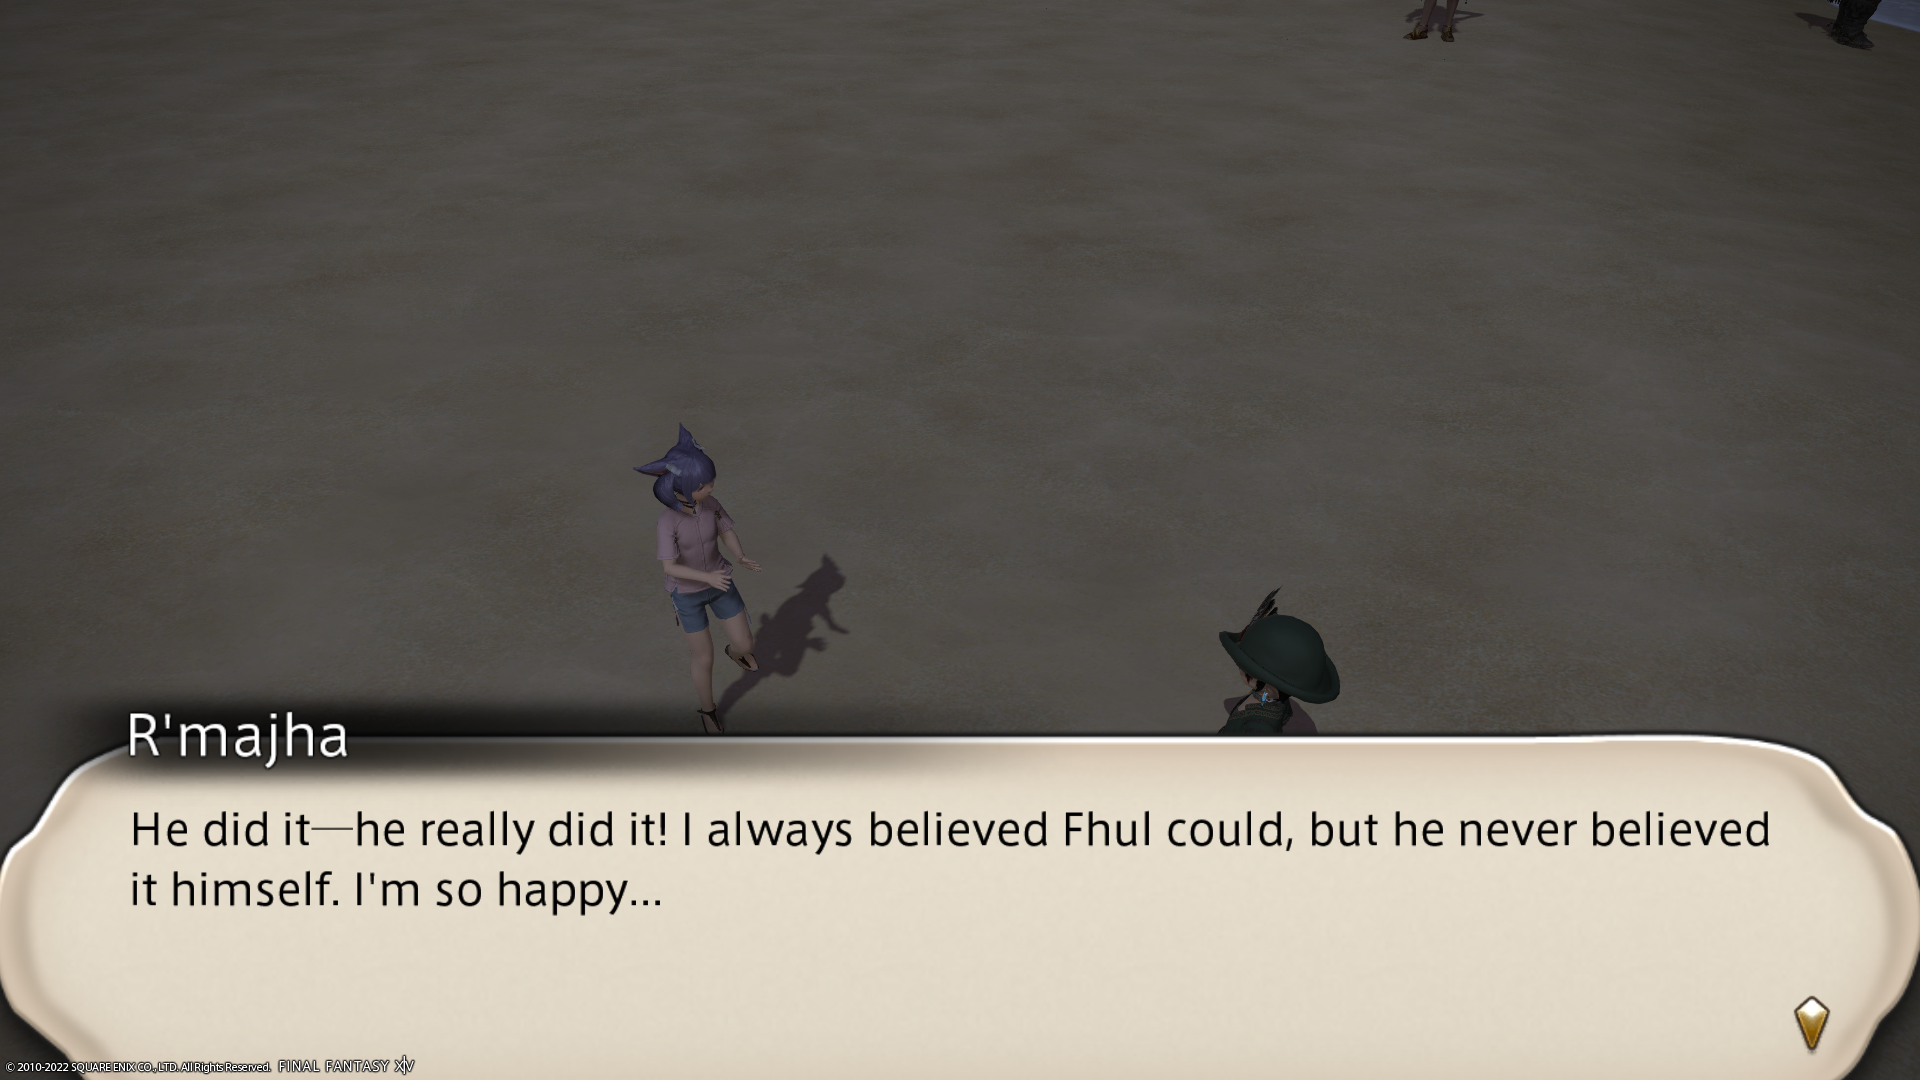 R'majha
He did it—he really did it! I always believed Fhul could, but he never believed
it himself. I'm so happy...
© 2010-2022 SQUARE ENIX CO., LTD. All Rights Reserved. FINAL FANTASY XIV